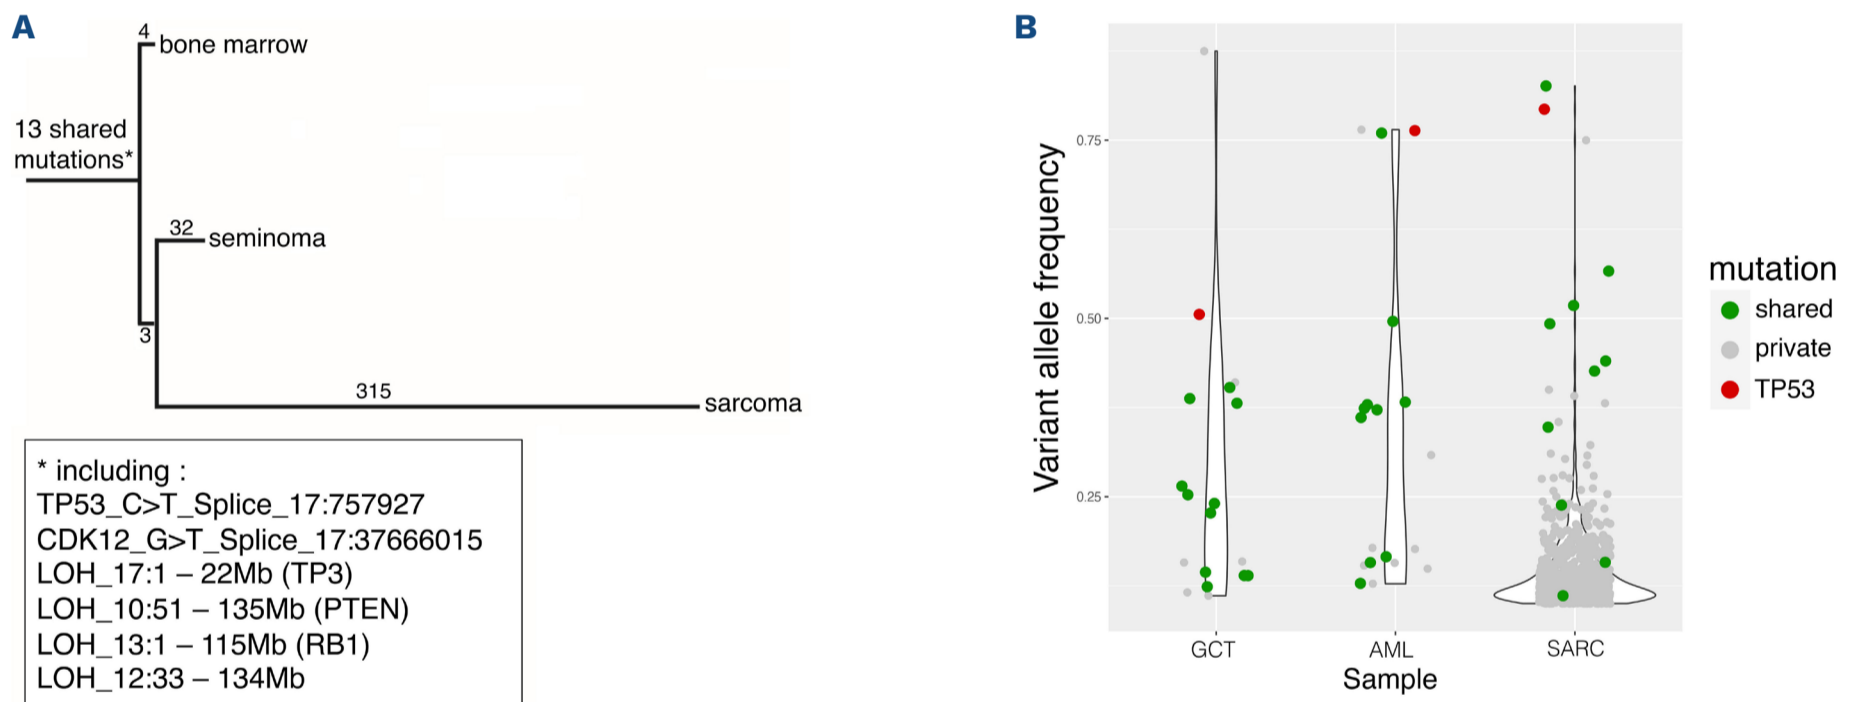 A
4
bone marrow
13 shared
mutations*
32
seminoma
3
315
sarcoma
* including :
TP53_C>T_Splice_17:757927
CDK12_G>T_Splice_17:37666015
LOH_17:1 – 22Mb (TP3)
LOH_10:51 – 135Mb (PTEN)
LOH_13:1 – 115Mb (RB1)
LOH_12:33 – 134Mb
B
Variant allele frequency
0.75
0.50
0.25
GCT
AML
SARC
Sample
mutation
shared
private
TP53